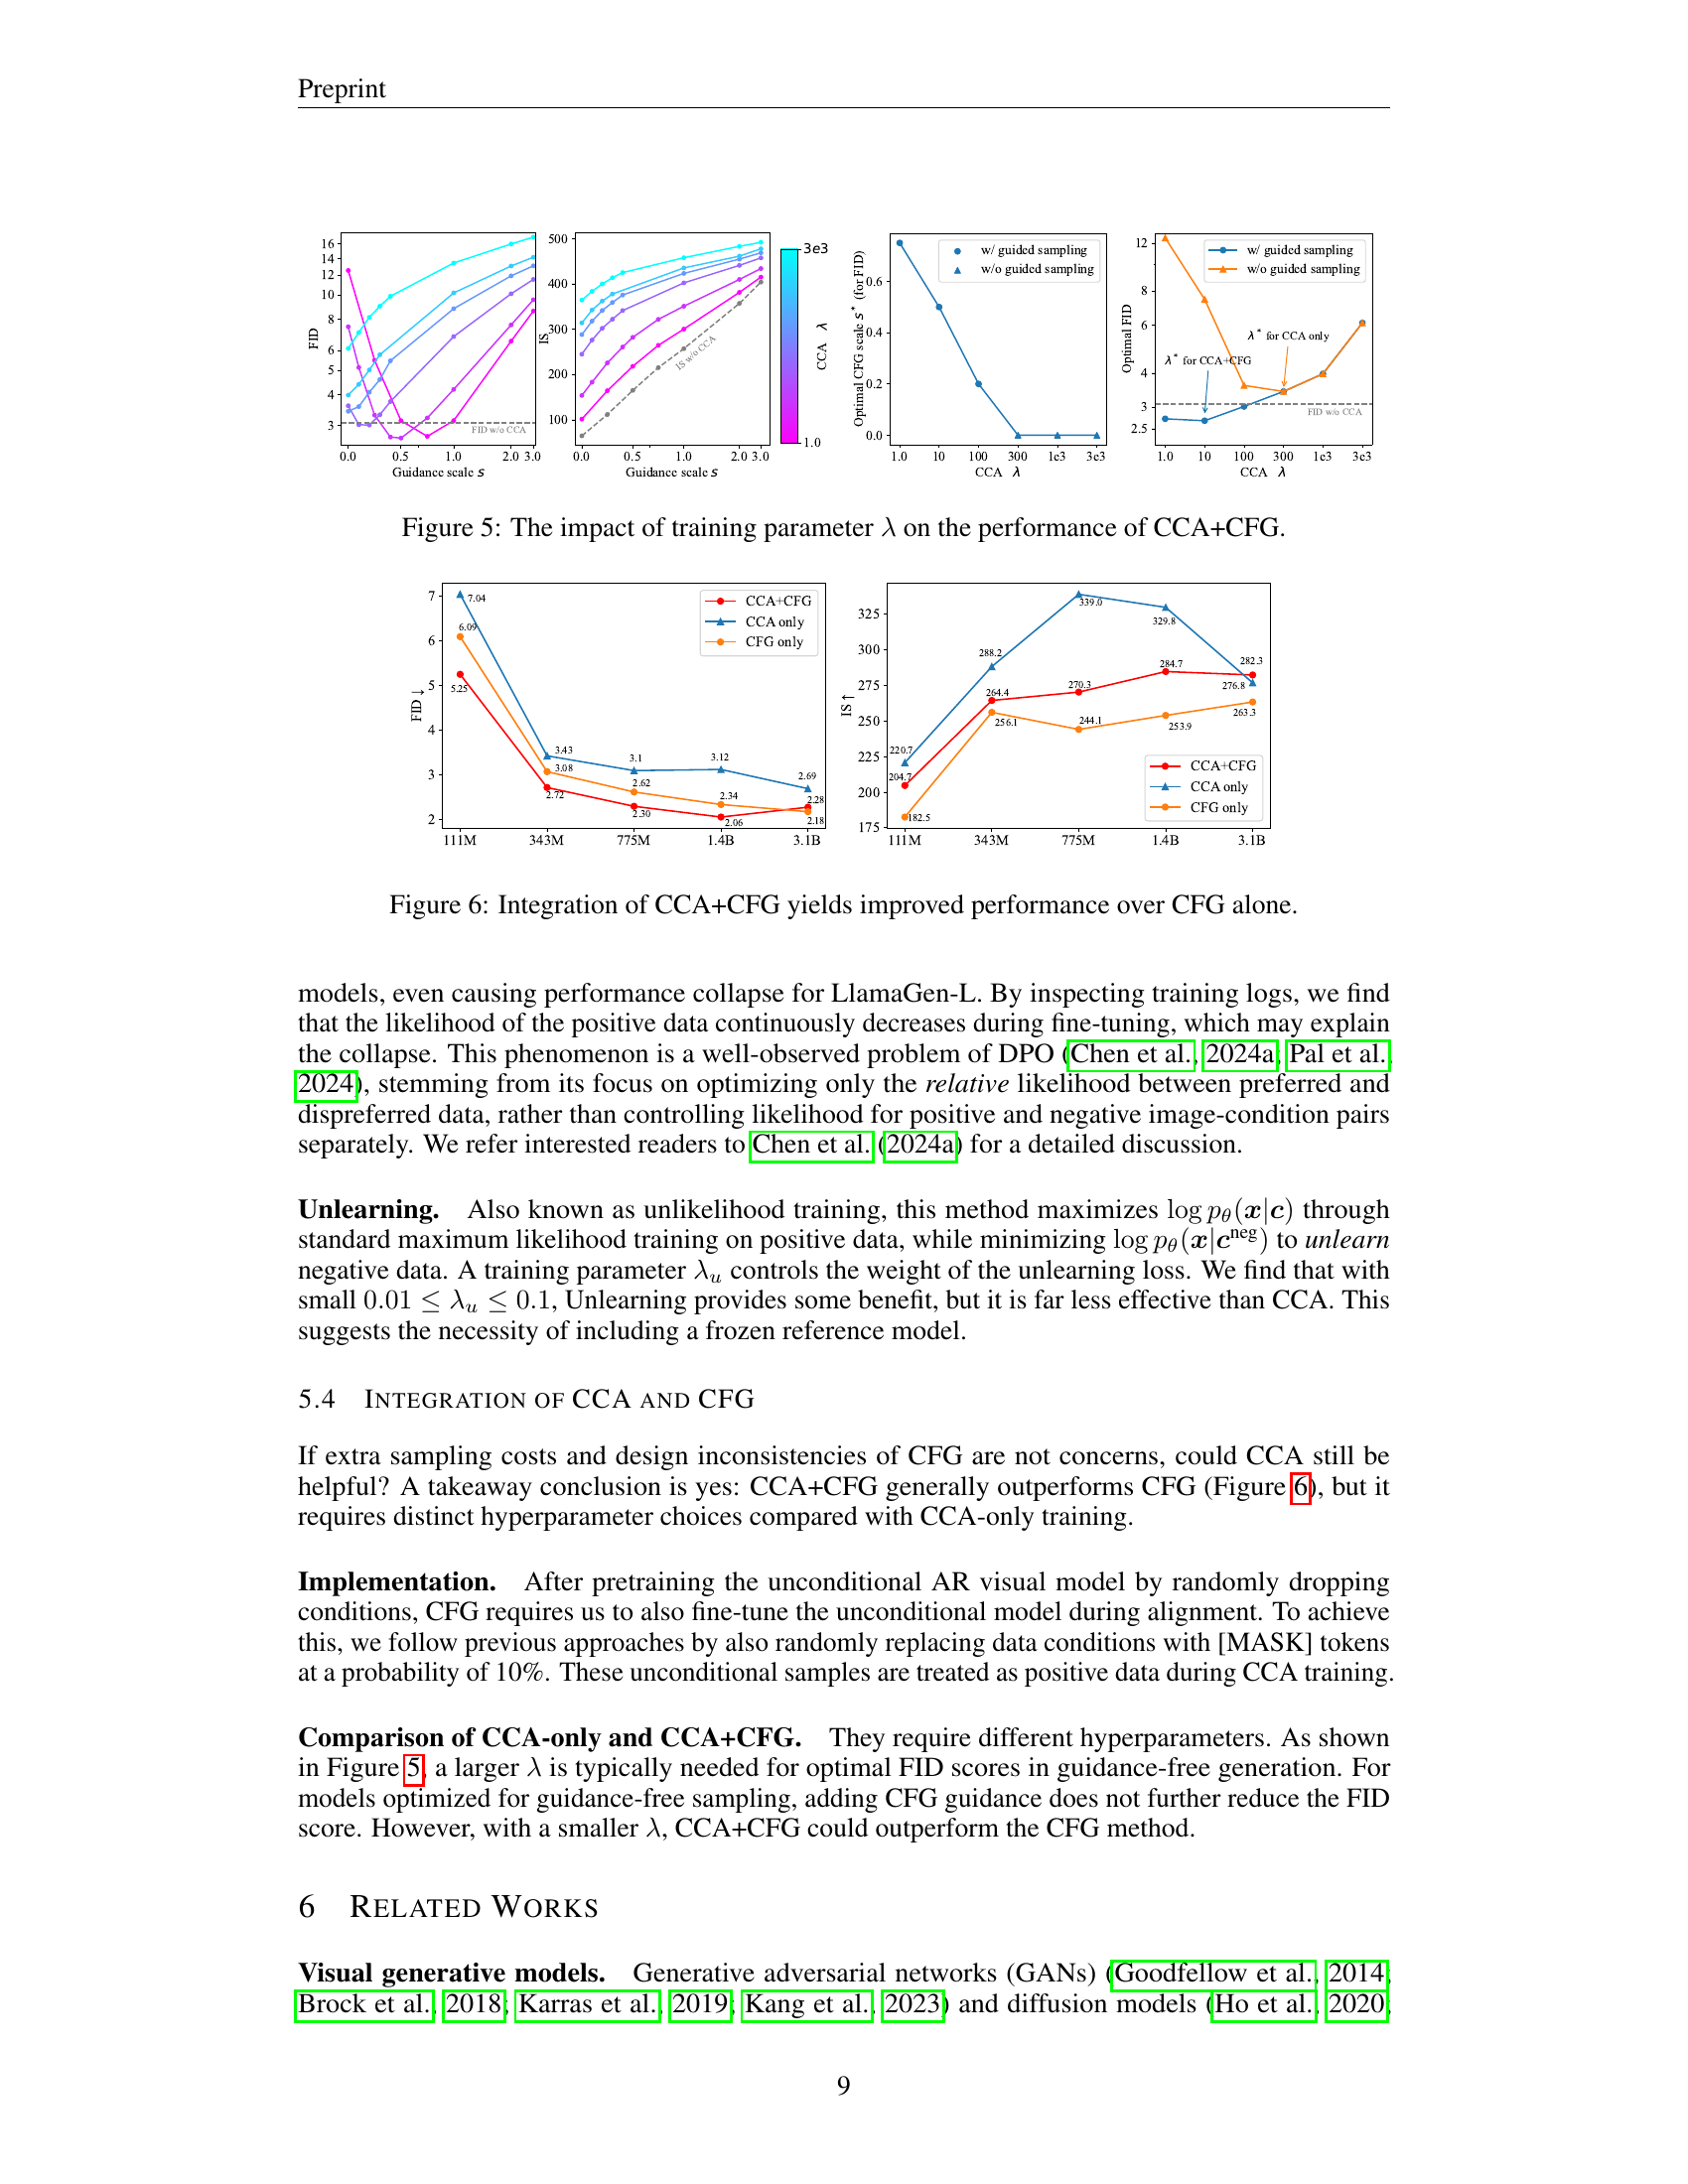 Preprint
16
14
12
10
8
6
5
4
3
FID
FID w/o CCA
0.0 0.5 1.0 2.0 3.0
Guidance scale s
500
400
300
200
100
IS
IS w/o CCA
0.0 0.5 1.0 2.0 3.0
Guidance scale s
3e3
CCA λ
1.0
Optimal CFG scale s* (for FID)
0.6
0.4
0.2
0.0
w/ guided sampling
w/o guided sampling
1.0 10 100 300 1e3 3e3
CCA λ
Optimal FID
12
8
6
4
3
2.5
w/ guided sampling
w/o guided sampling
λ* for CCA only
λ* for CCA+CFG
FID w/o CCA
1.0 10 100 300 1e3 3e3
CCA λ
Figure 5: The impact of training parameter λ on the performance of CCA+CFG.
FID ↓
7
6
5
4
3
2
CCA+CFG
CCA only
CFG only
7.04
6.09
5.25
3.43
3.08
2.72
3.1
2.62
2.30
3.12
2.34
2.06
2.69
2.28
2.18
111M 343M 775M 1.4B 3.1B
IS ↑
325
300
275
250
225
200
175
339.0
329.8
288.2
284.7
282.3
276.8
270.3
264.4
263.3
256.1
253.9
244.1
220.7
204.7
182.5
CCA+CFG
CCA only
CFG only
111M 343M 775M 1.4B 3.1B
Figure 6: Integration of CCA+CFG yields improved performance over CFG alone.
models, even causing performance collapse for LlamaGen-L. By inspecting training logs, we find
that the likelihood of the positive data continuously decreases during fine-tuning, which may explain
the collapse. This phenomenon is a well-observed problem of DPO (Chen et al., 2024a; Pal et al.,
2024), stemming from its focus on optimizing only the relative likelihood between preferred and
dispreferred data, rather than controlling likelihood for positive and negative image-condition pairs
separately. We refer interested readers to Chen et al. (2024a) for a detailed discussion.
Unlearning. Also known as unlikelihood training, this method maximizes log pθ(x|c) through
standard maximum likelihood training on positive data, while minimizing log pθ(x|c^neg) to unlearn
negative data. A training parameter λu controls the weight of the unlearning loss. We find that with
small 0.01 ≤ λu ≤ 0.1, Unlearning provides some benefit, but it is far less effective than CCA. This
suggests the necessity of including a frozen reference model.
5.4 INTEGRATION OF CCA AND CFG
If extra sampling costs and design inconsistencies of CFG are not concerns, could CCA still be
helpful? A takeaway conclusion is yes: CCA+CFG generally outperforms CFG (Figure 6), but it
requires distinct hyperparameter choices compared with CCA-only training.
Implementation. After pretraining the unconditional AR visual model by randomly dropping
conditions, CFG requires us to also fine-tune the unconditional model during alignment. To achieve
this, we follow previous approaches by also randomly replacing data conditions with [MASK] tokens
at a probability of 10%. These unconditional samples are treated as positive data during CCA training.
Comparison of CCA-only and CCA+CFG. They require different hyperparameters. As shown
in Figure 5, a larger λ is typically needed for optimal FID scores in guidance-free generation. For
models optimized for guidance-free sampling, adding CFG guidance does not further reduce the FID
score. However, with a smaller λ, CCA+CFG could outperform the CFG method.
6 RELATED WORKS
Visual generative models. Generative adversarial networks (GANs) (Goodfellow et al., 2014;
Brock et al., 2018; Karras et al., 2019; Kang et al., 2023) and diffusion models (Ho et al., 2020;
9